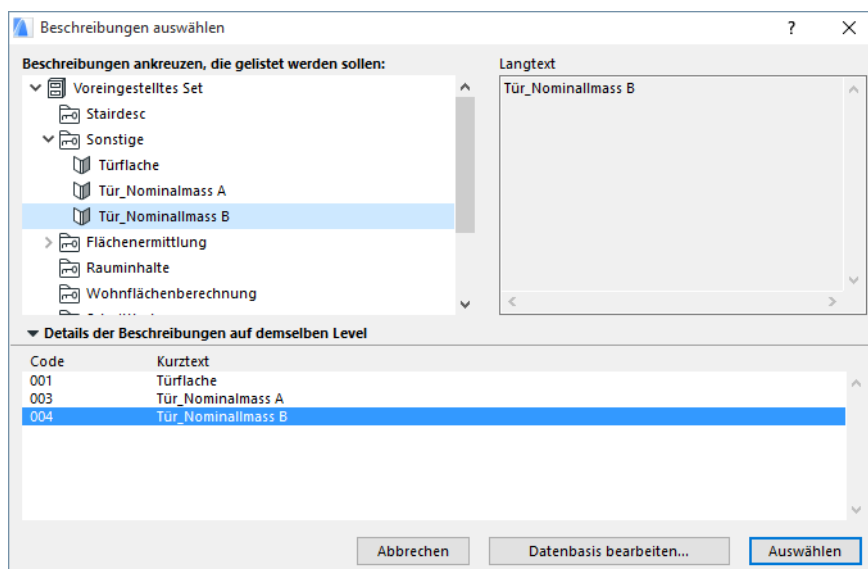 Beschreibungen auswählen
?
Beschreibungen ankreuzen, die gelistet werden sollen:
Voreingestelltes Set
Stairdesc
Sonstige
Türflache
Tür_Nominalmass A
Tür_Nominallmass B
Flächenermittlung
Rauminhalte
Wohnflächenberechnung
Langtext
Tür_Nominallmass B
Details der Beschreibungen auf demselben Level
Code Kurztext
001 Türflache
003 Tür_Nominalmass A
004 Tür_Nominallmass B
Abbrechen Datenbasis bearbeiten... Auswählen